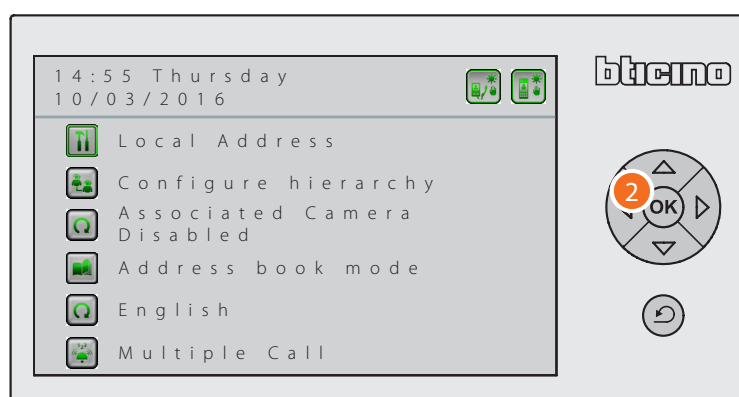 14:55 Thursday
10/03/2016
bticino
Local Address
Configure hierarchy
Associated Camera
Disabled
Address book mode
English
Multiple Call
2
OK